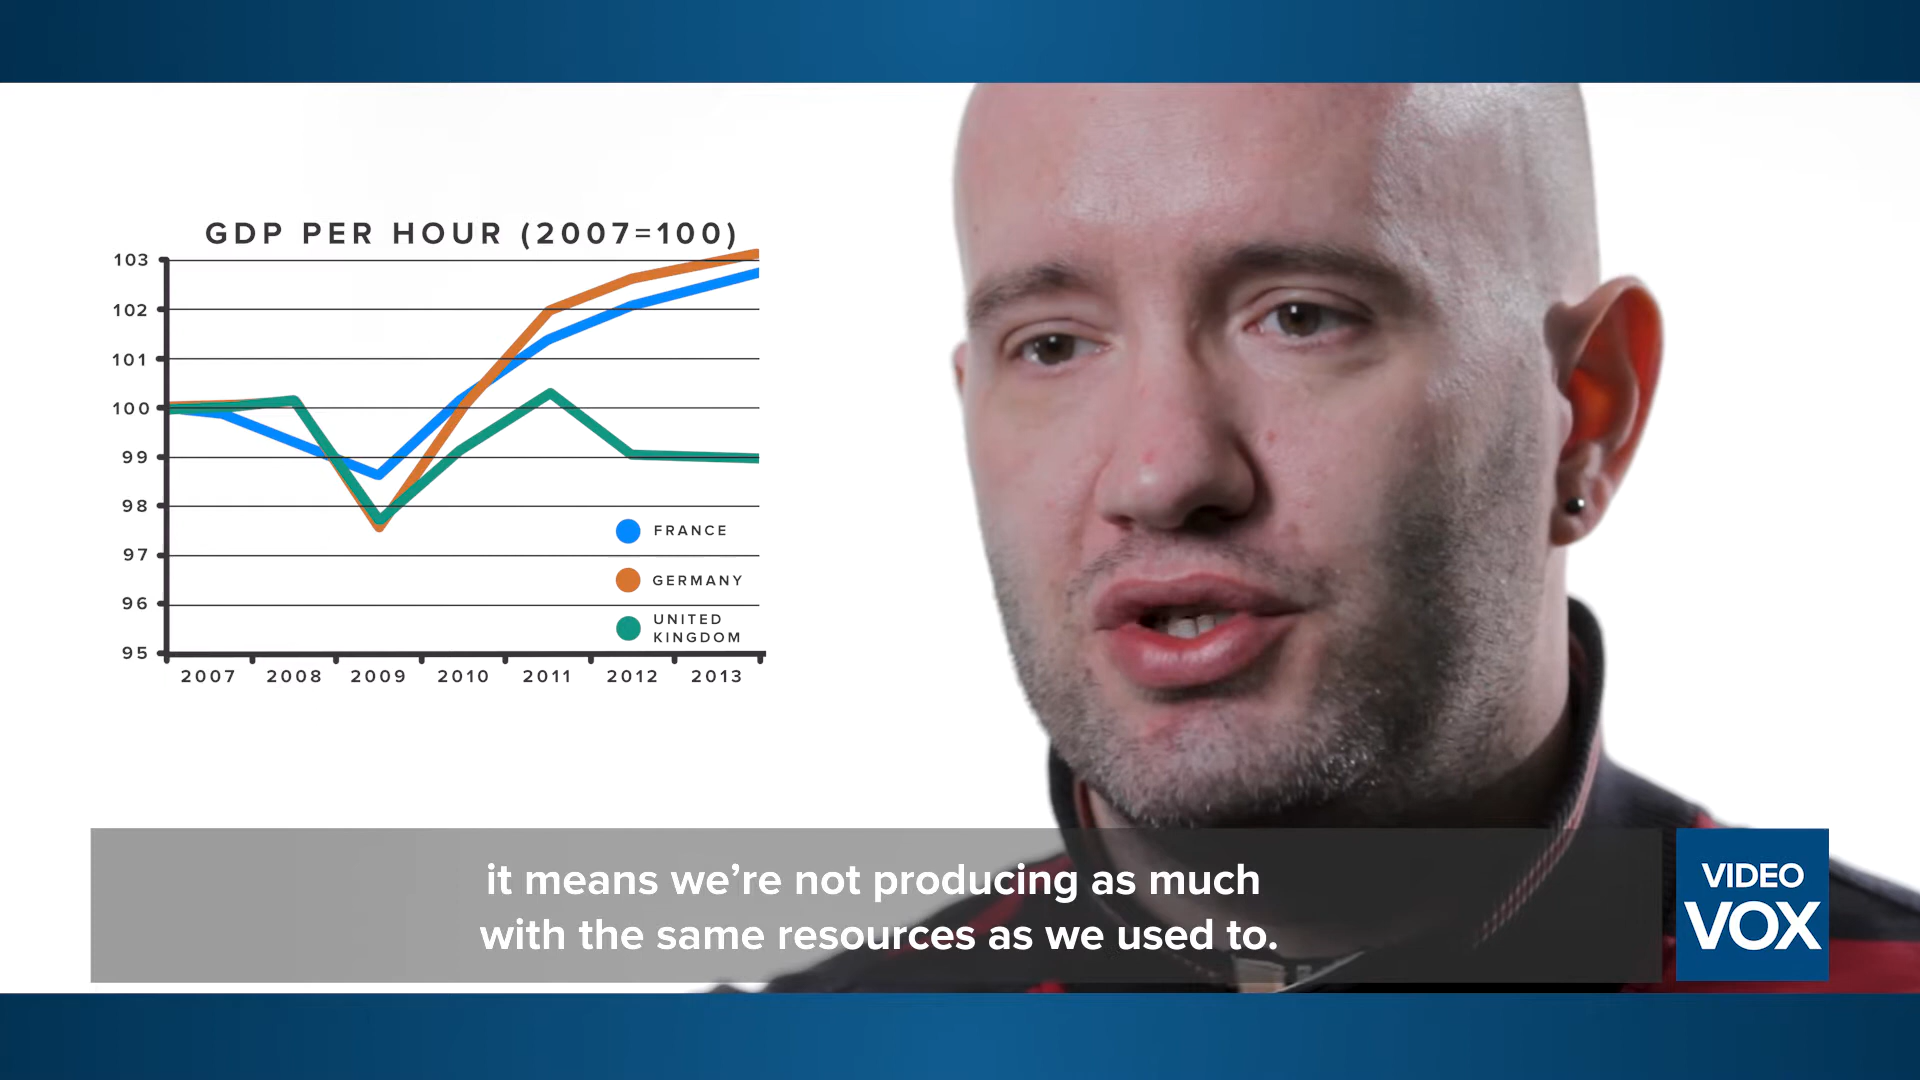 GDP PER HOUR (2007=100)
103
102
101
100
99
98
97
96
95
2007 2008 2009 2010 2011 2012 2013
FRANCE
GERMANY
UNITED
KINGDOM
it means we’re not producing as much
with the same resources as we used to.
VIDEO
VOX